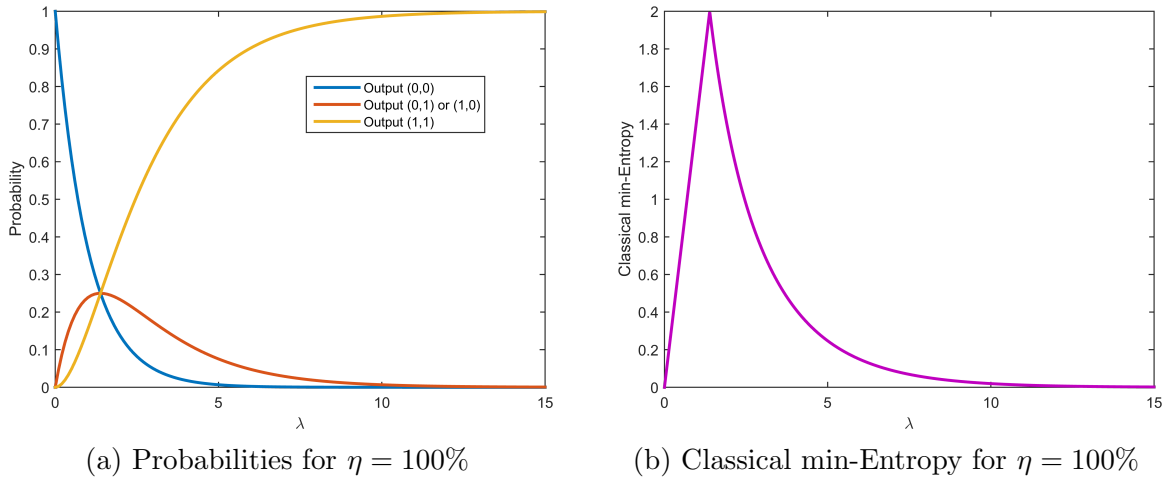 1
0.9
0.8
0.7
0.6
0.5
0.4
0.3
0.2
0.1
0
Probability
0 5 10 15
λ
Output (0,0)
Output (0,1) or (1,0)
Output (1,1)
(a) Probabilities for η = 100%
2
1.8
1.6
1.4
1.2
1
0.8
0.6
0.4
0.2
0
Classical min-Entropy
0 5 10 15
λ
(b) Classical min-Entropy for η = 100%